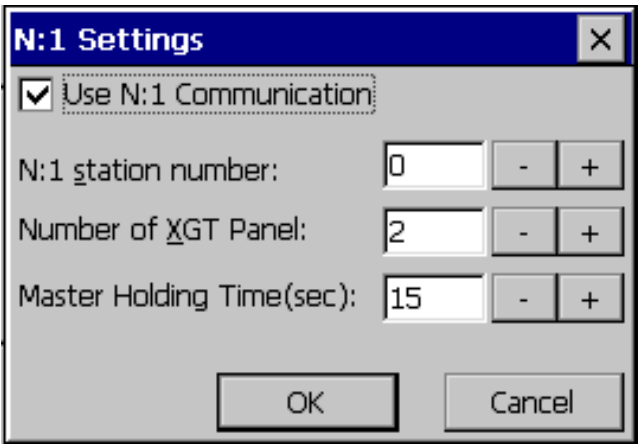 N:1 Settings
Use N:1 Communication
N:1 station number: 0 - +
Number of XGT Panel: 2 - +
Master Holding Time(sec): 15 - +
OK Cancel